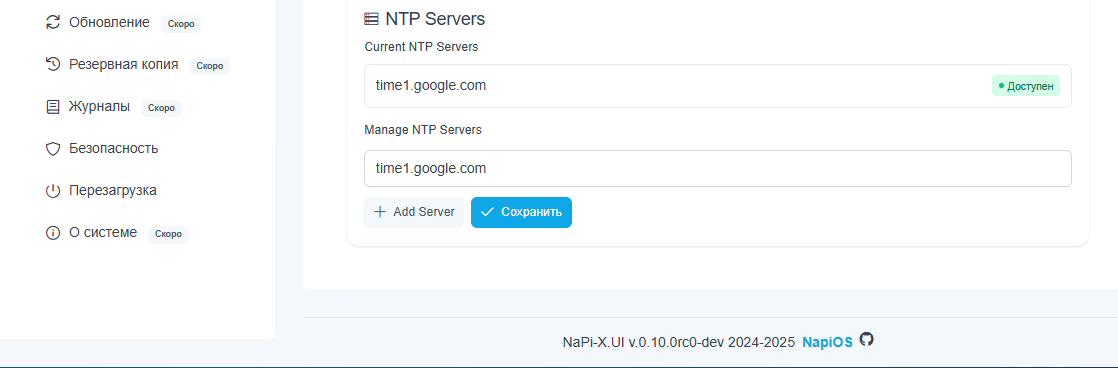 Обновление Скоро
Резервная копия Скоро
Журналы Скоро
Безопасность
Перезагрузка
О системе Скоро
NTP Servers
Current NTP Servers
time1.google.com Доступен
Manage NTP Servers
time1.google.com
Add Server Сохранить
NaPi-X.UI v.0.10.0rc0-dev 2024-2025 NapiOS